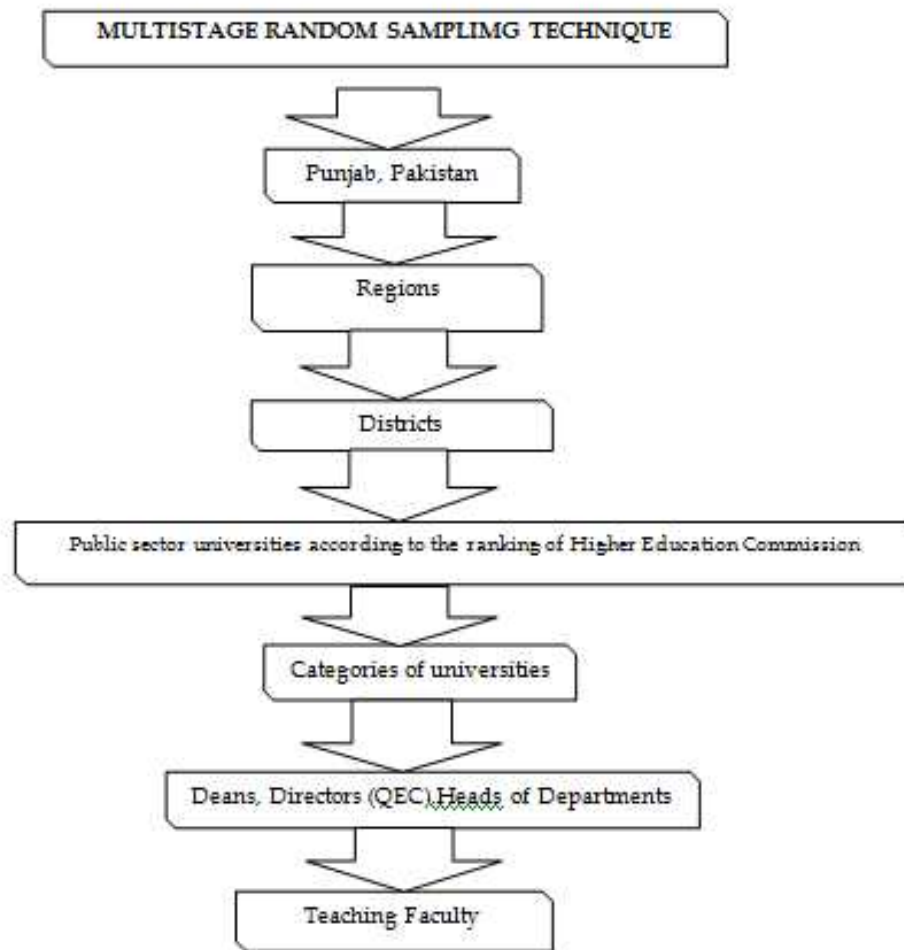 MULTISTAGE RANDOM SAMPLIMG TECHNIQUE
Punjab, Pakistan
Regions
Districts
Public sector universities according to the ranking of Higher Education Commission
Categories of universities
Deans, Directors (QEC),Heads of Departments
Teaching Faculty